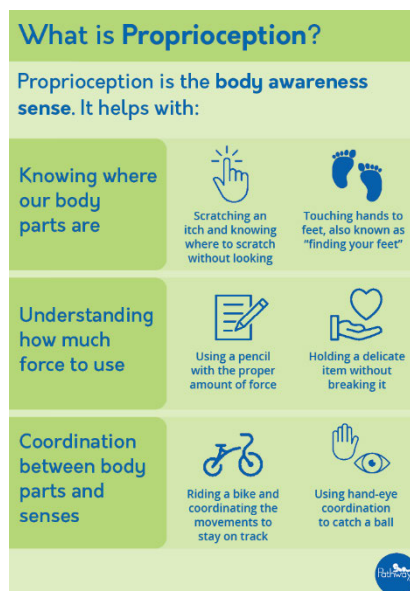 What is Proprioception?
Proprioception is the body awareness
sense. It helps with:
Knowing where
our body
parts are
Scratching an
itch and knowing
where to scratch
without looking
Touching hands to
feet, also known as
"finding your feet"
Understanding
how much
force to use
Using a pencil
with the proper
amount of force
Holding a delicate
item without
breaking it
Coordination
between body
parts and
senses
Riding a bike and
coordinating the
movements to
stay on track
Using hand-eye
coordination
to catch a ball
Pathways